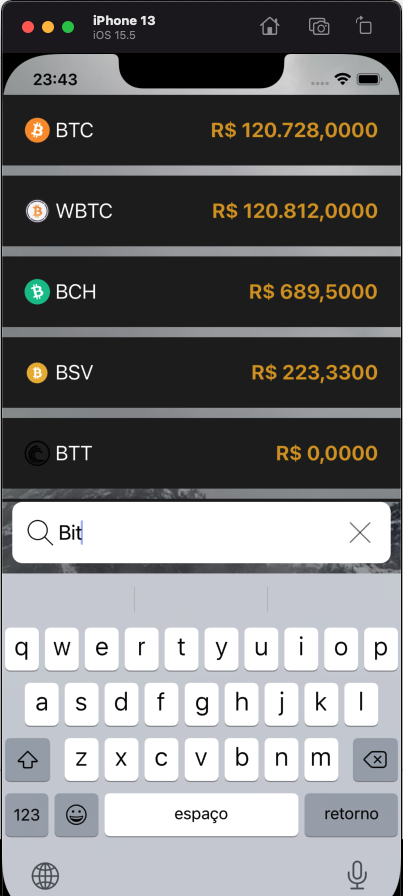 iPhone 13
iOS 15.5
23:43
BTC R$ 120.728,0000
WBTC R$ 120.812,0000
BCH R$ 689,5000
BSV R$ 223,3300
BTT R$ 0,0000
Bit
q w e r t y u i o p
a s d f g h j k l
z x c v b n m
123 espaço retorno